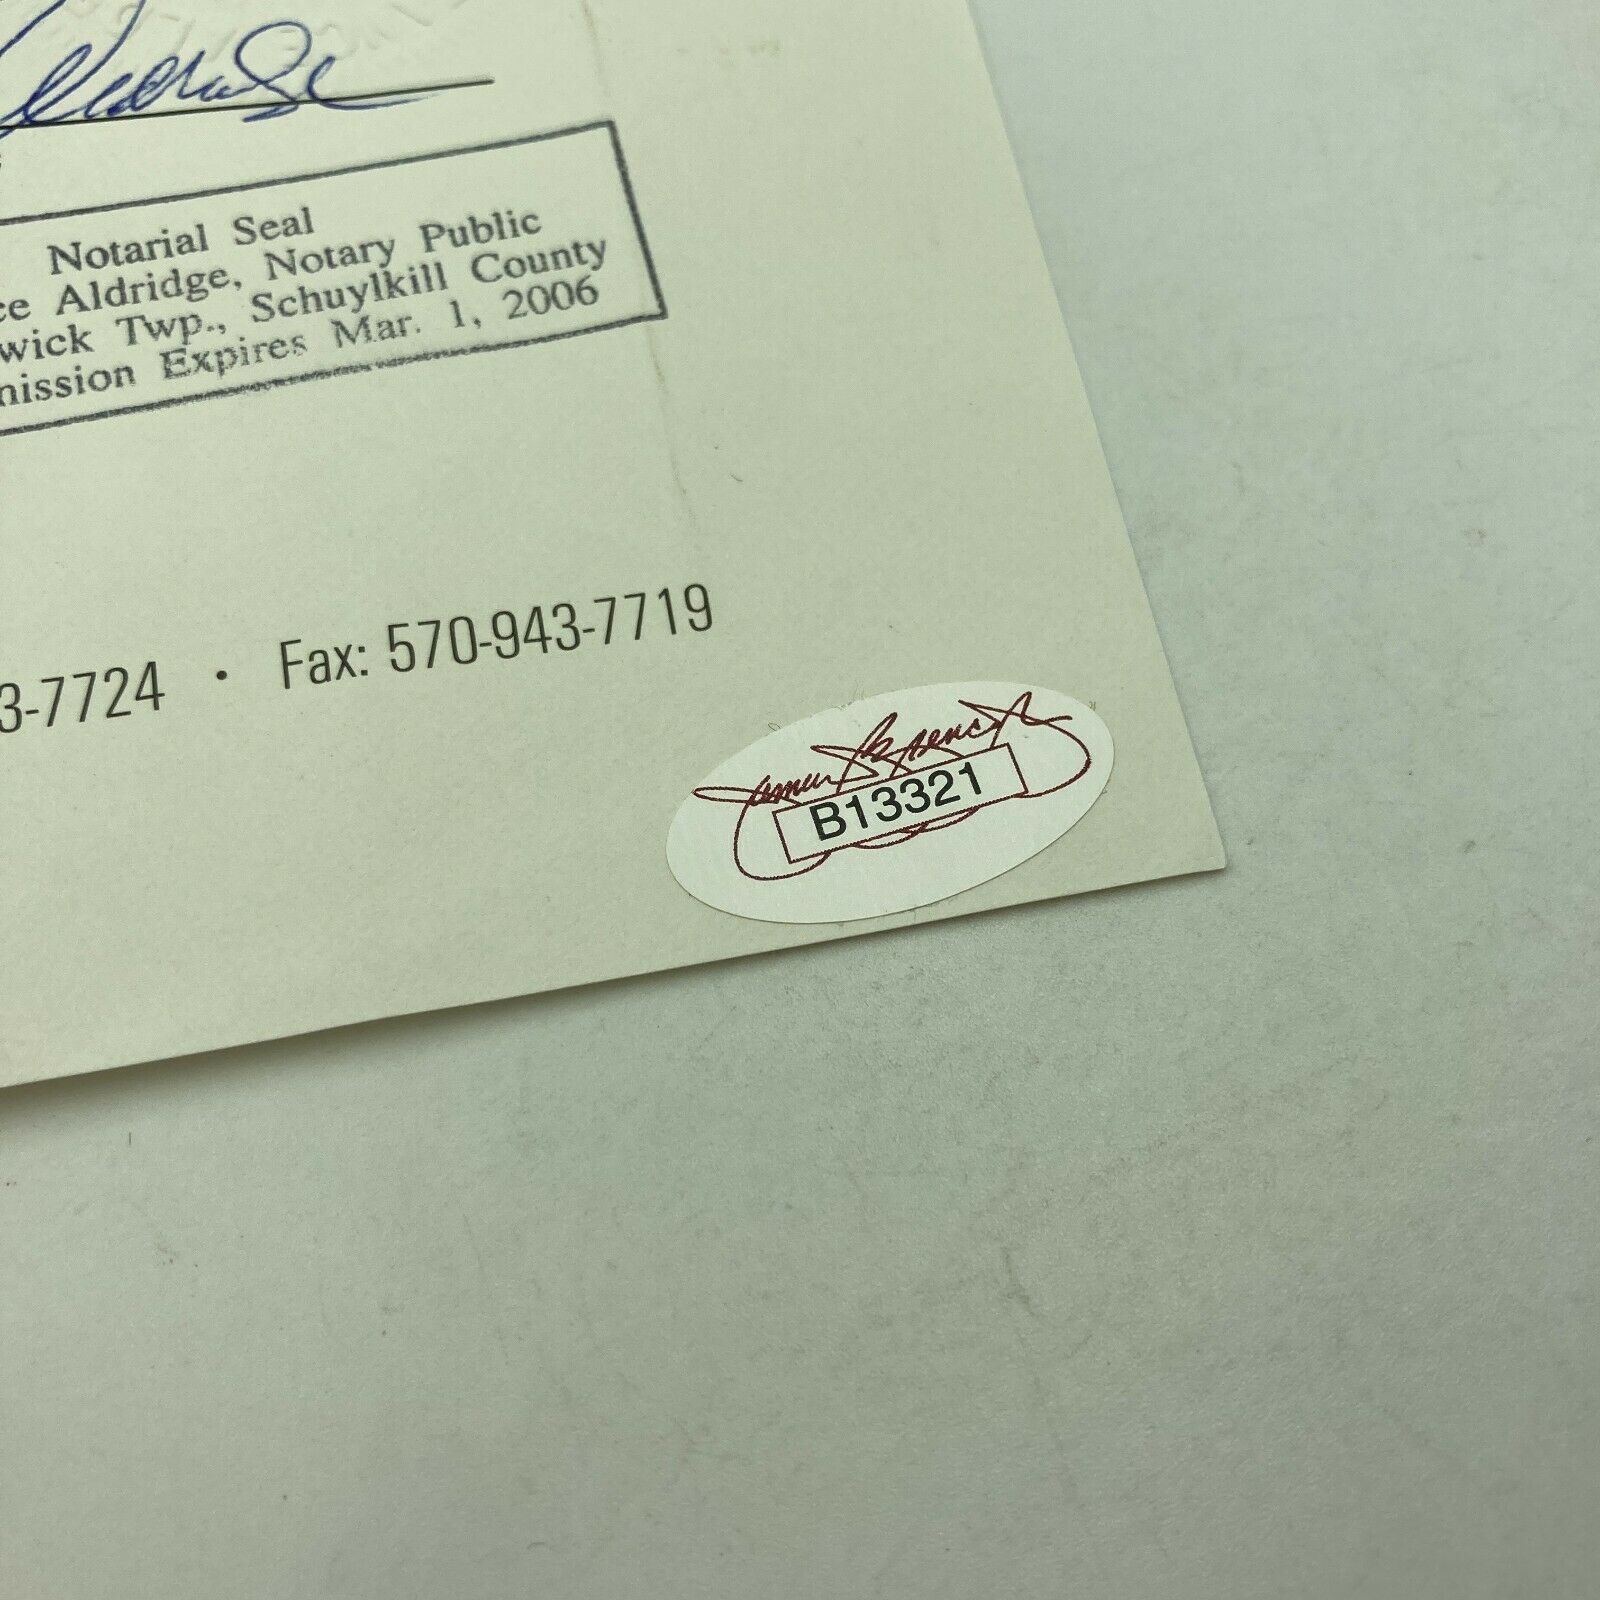 Notarial Seal
ce Aldridge, Notary Public
wick Twp., Schuylkill County
mission Expires Mar. 1, 2006
3-7724 • Fax: 570-943-7719
B13321